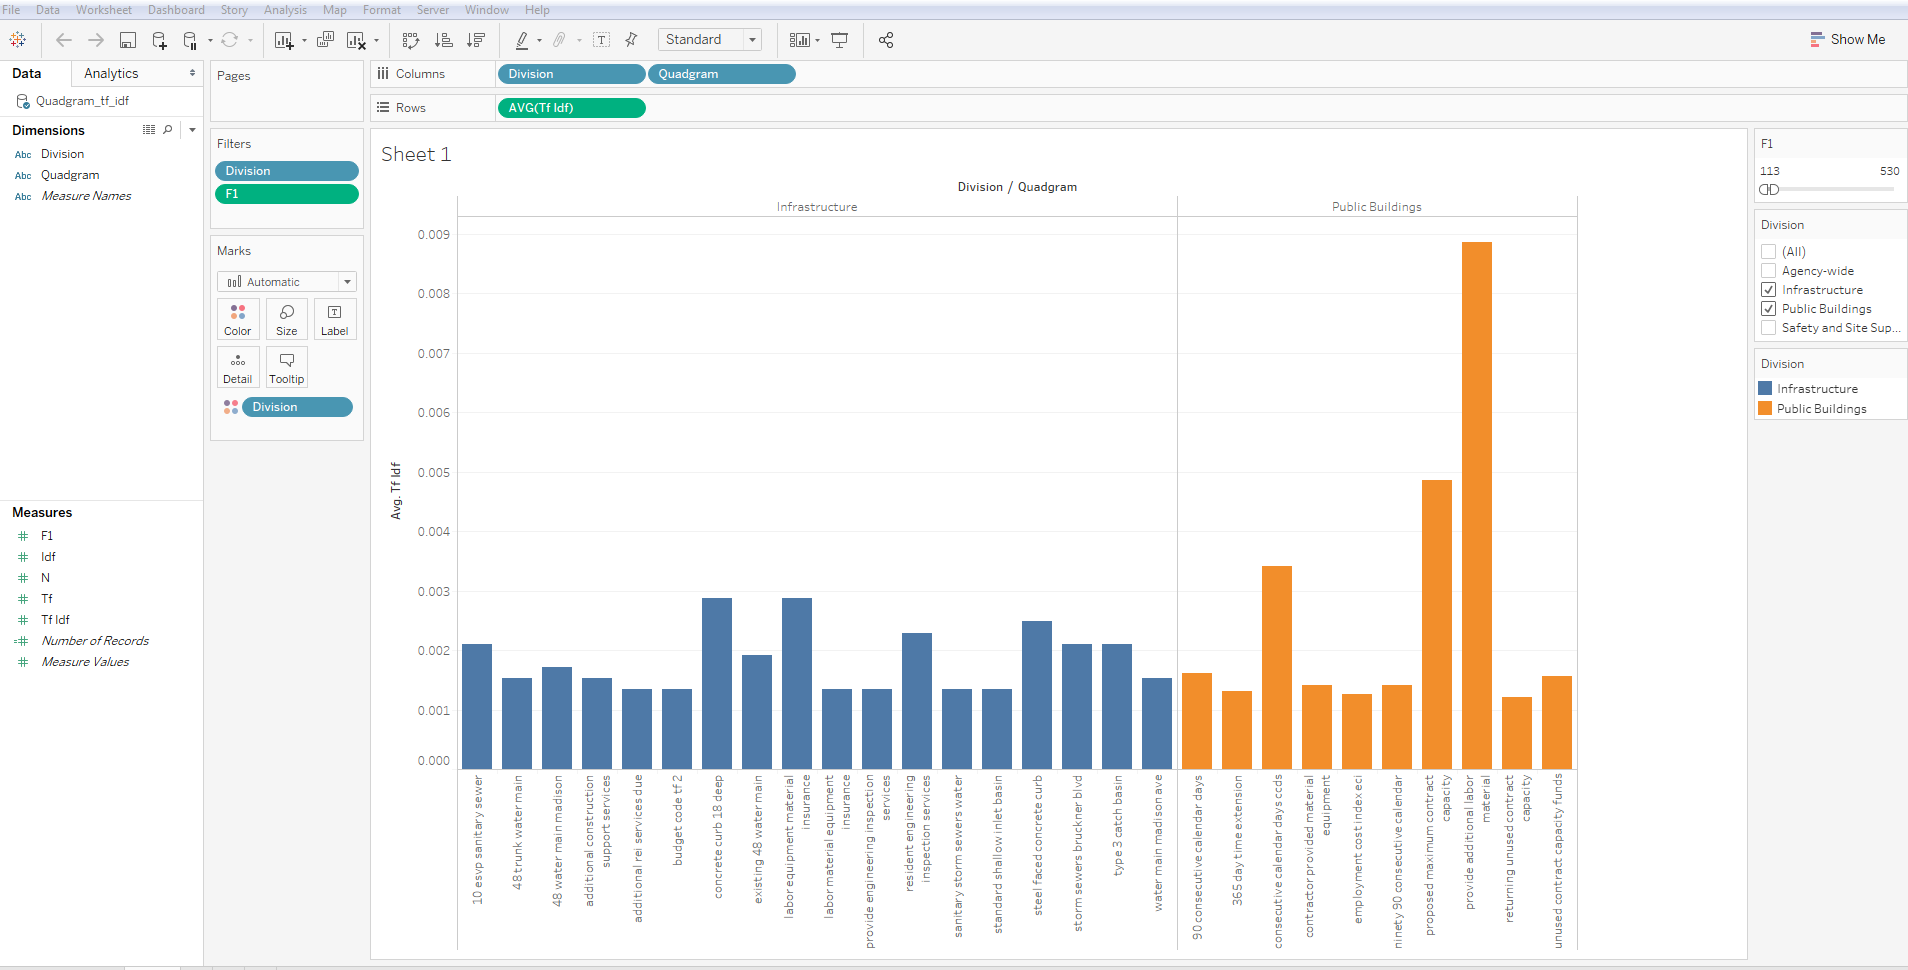 File Data Worksheet Dashboard Story Analysis Map Format Server Window Help
Standard
Show Me
Data Analytics
Quadgram_tf_idf
Dimensions
Abc Division
Abc Quadgram
Abc Measure Names
Measures
# F1
# Idf
# N
# Tf
# Tf Idf
=# Number of Records
# Measure Values
Pages
Filters
Division
F1
Marks
Automatic
Color Size Label
Detail Tooltip
Division
Columns Division Quadgram
Rows AVG(Tf Idf)
Sheet 1
Division / Quadgram
Infrastructure Public Buildings
Avg. Tf Idf
0.009
0.008
0.007
0.006
0.005
0.004
0.003
0.002
0.001
0.000
10 esvp sanitary sewer
48 trunk water main
48 water main madison
additional construction
support services
additional rei services due
budget code tf 2
concrete curb 18 deep
existing 48 water main
labor equipment material
insurance
labor material equipment
insurance
provide engineering inspection
services
resident engineering
inspection services
sanitary storm sewers water
standard shallow inlet basin
steel faced concrete curb
storm sewers bruckner blvd
type 3 catch basin
water main madison ave
90 consecutive calendar days
365 day time extension
consecutive calendar days ccds
contractor provided material
equipment
employment cost index eci
ninety 90 consecutive calendar
proposed maximum contract
capacity
provide additional labor
material
returning unused contract
capacity
unused contract capacity funds
F1
113 530
Division
(All)
Agency-wide
Infrastructure
Public Buildings
Safety and Site Sup...
Division
Infrastructure
Public Buildings